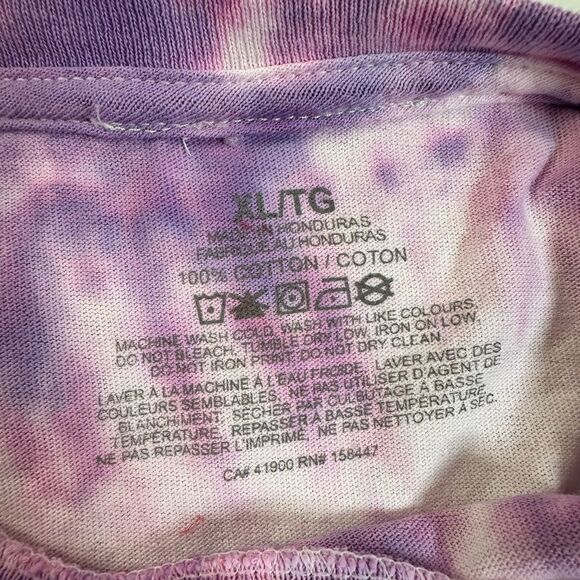 XL/TG
MADE IN HONDURAS
FABRIQUÉ AU HONDURAS
100% COTTON / COTON
MACHINE WASH COLD, WASH WITH LIKE COLOURS,
DO NOT BLEACH, TUMBLE DRY LOW, IRON ON LOW,
DO NOT IRON PRINT, DO NOT DRY CLEAN
LAVER À LA MACHINE À L'EAU FROIDE, LAVER AVEC DES
COULEURS SEMBLABLES, NE PAS UTILISER D'AGENT DE
BLANCHIMENT, SÉCHER PAR CULBUTAGE À BASSE
TEMPÉRATURE, REPASSER À BASSE TEMPÉRATURE,
NE PAS REPASSER L'IMPRIMÉ, NE PAS NETTOYER À SEC.
CA# 41900 RN# 158447